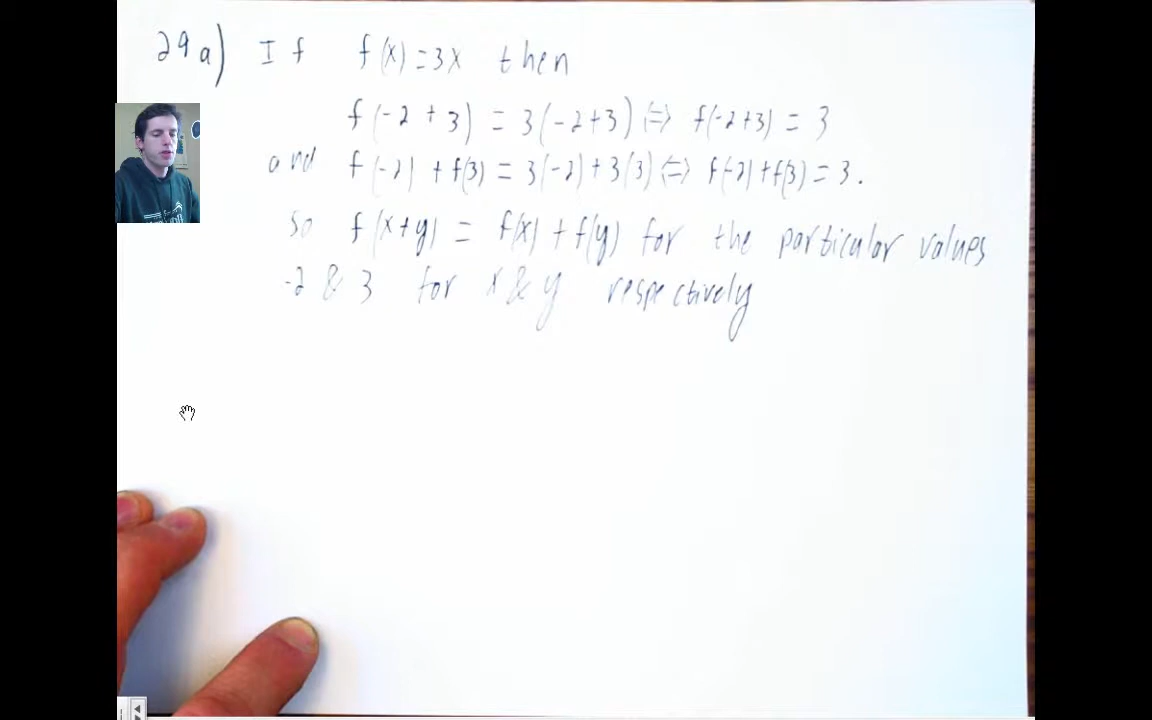 29a) If f(x)=3x then
f(-2 + 3) = 3(-2+3) ⇔ f(-2+3) = 3
and f(-2) + f(3) = 3(-2)+3(3) ⇔ f(-2)+f(3)=3.
So f(x+y) = f(x) + f(y) for the particular values
-2 & 3 for x & y respectively